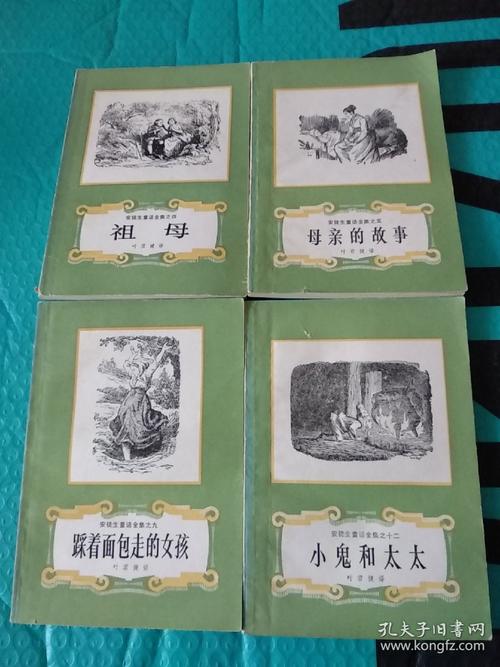 安徒生童话全集之四
祖母
叶君健译
安徒生童话全集之五
母亲的故事
叶君健译
安徒生童话全集之九
踩着面包走的女孩
叶君健译
安徒生童话全集之十二
小鬼和太太
叶君健译
孔夫子旧书网
www.kongfz.com